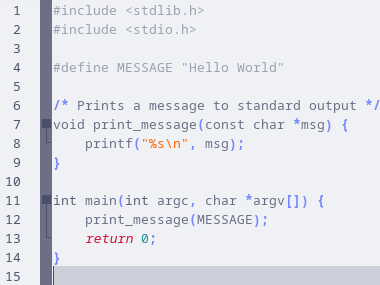 1 #include <stdlib.h>
2 #include <stdio.h>
3
4 #define MESSAGE "Hello World"
5
6 /* Prints a message to standard output */
7 void print_message(const char *msg) {
8     printf("%s\n", msg);
9 }
10
11 int main(int argc, char *argv[]) {
12     print_message(MESSAGE);
13     return 0;
14 }
15